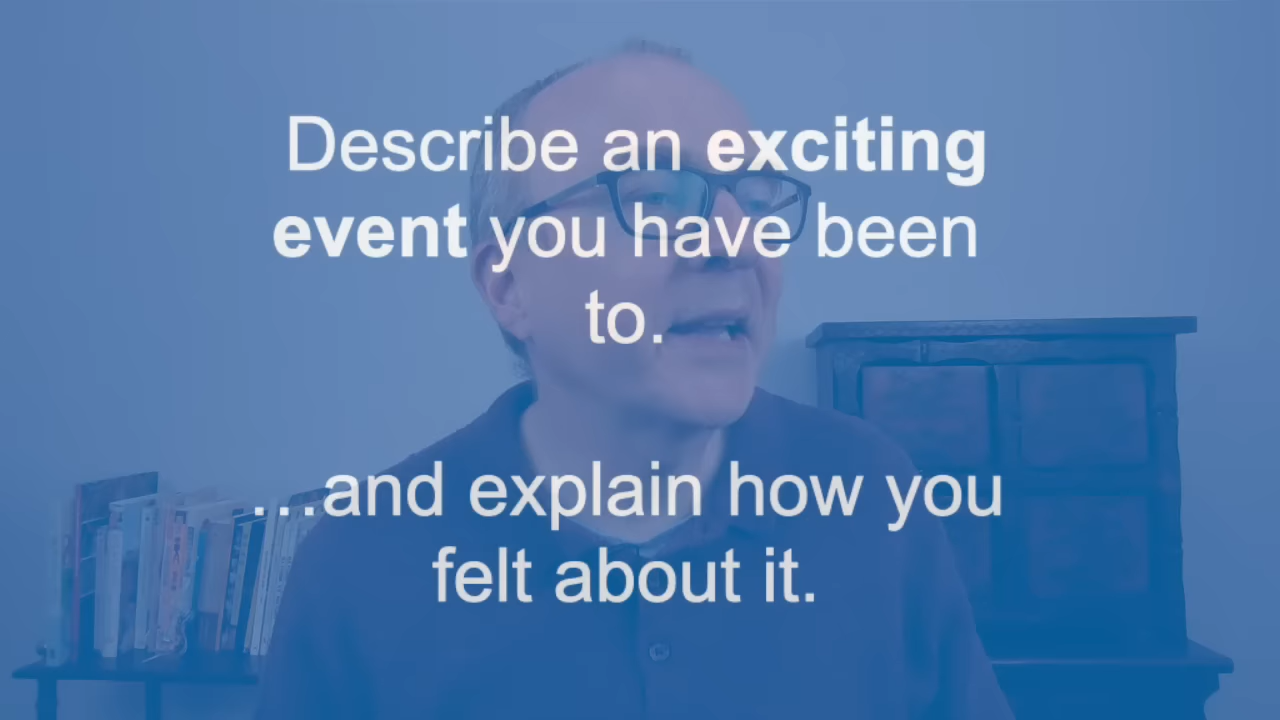 Describe an exciting
event you have been
to.
…and explain how you
felt about it.